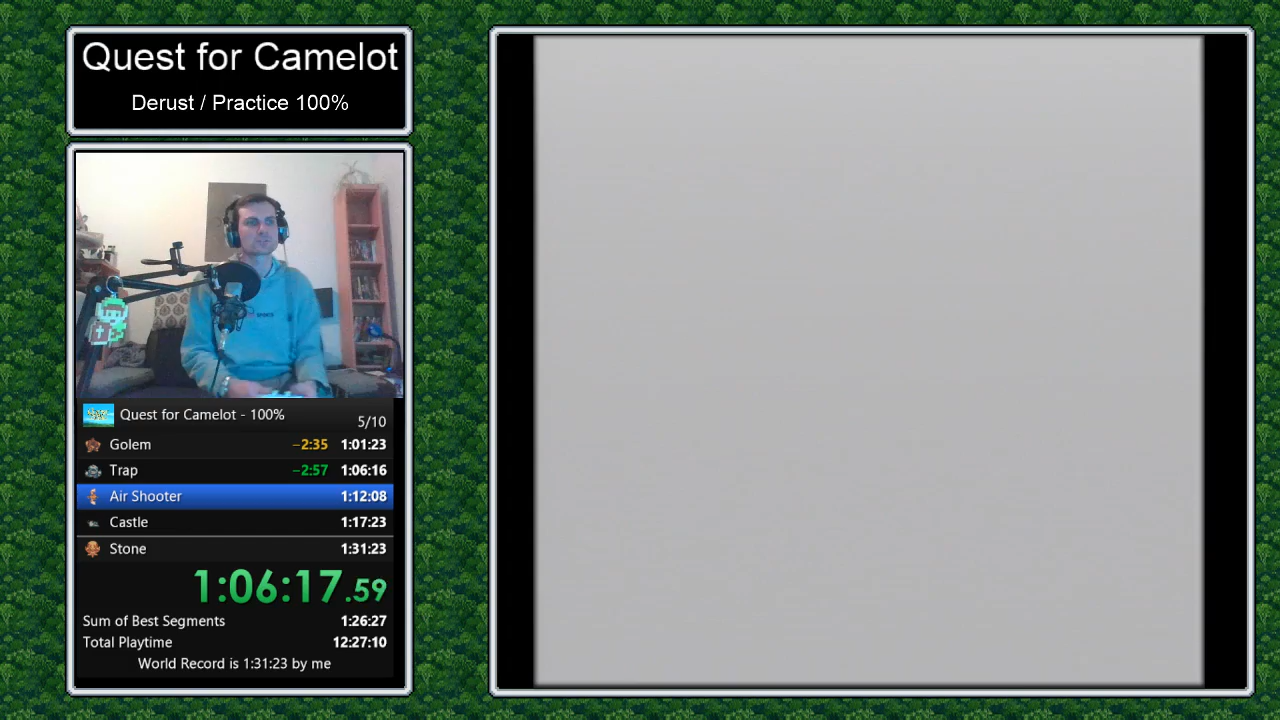 Quest for Camelot
Derust / Practice 100%
Quest for Camelot - 100%
5/10
Golem −2:35 1:01:23
Trap −2:57 1:06:16
Air Shooter 1:12:08
Castle 1:17:23
Stone 1:31:23
1:06:17.59
Sum of Best Segments 1:26:27
Total Playtime 12:27:10
World Record is 1:31:23 by me